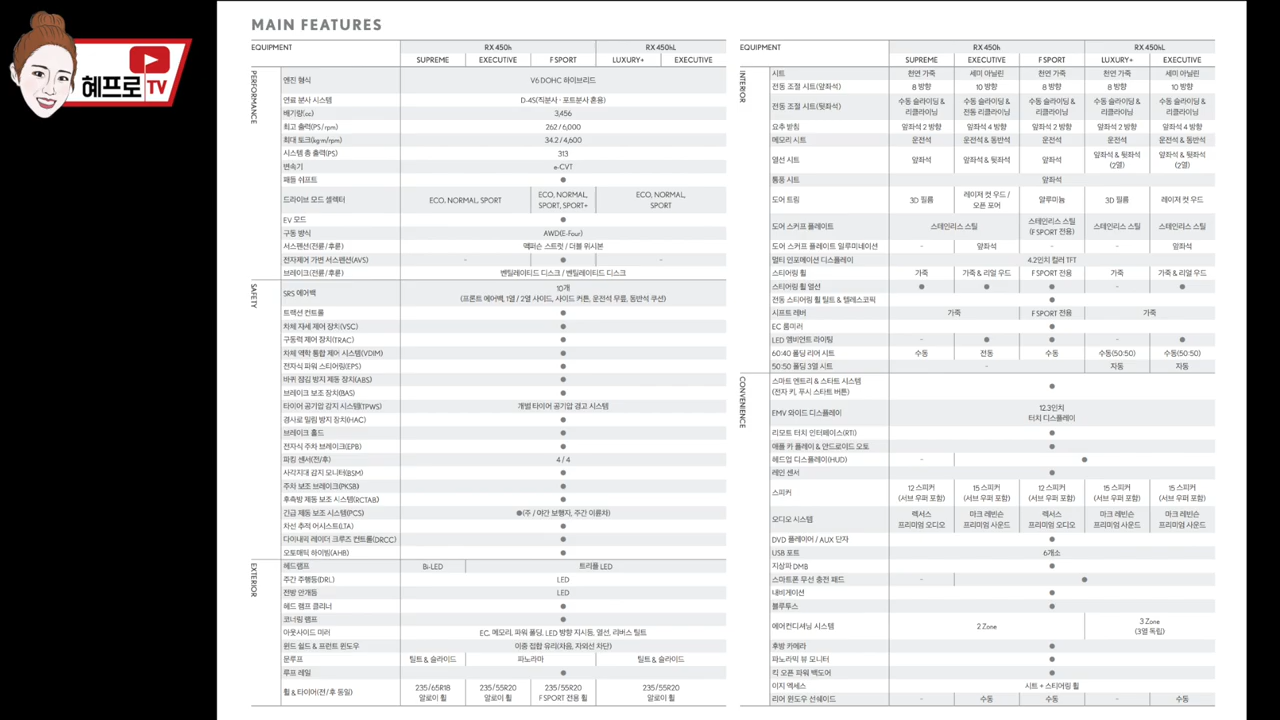 혜프로TV
MAIN FEATURES
EQUIPMENT RX 450h RX 450hL
SUPREME EXECUTIVE F SPORT LUXURY+ EXECUTIVE
PERFORMANCE
엔진 형식 V6 DOHC 하이브리드
연료 분사 시스템 D-4S(직분사·포트분사 혼용)
배기량(cc) 3,456
최고 출력(PS/rpm) 262 / 6,000
최대 토크(kg·m/rpm) 34.2 / 4,600
시스템 총 출력(PS) 313
변속기 e-CVT
패들 쉬프트 ●
드라이브 모드 셀렉터 ECO, NORMAL, SPORT ECO, NORMAL, SPORT, SPORT+ ECO, NORMAL, SPORT
EV 모드 ●
구동 방식 AWD(E-Four)
서스펜션(전륜/후륜) 맥퍼슨 스트럿 / 더블 위시본
전자제어 가변 서스펜션(AVS) - ● -
브레이크(전륜/후륜) 벤틸레이티드 디스크 / 벤틸레이티드 디스크
SAFETY
SRS 에어백 10개
(프론트 에어백, 1열 / 2열 사이드, 사이드 커튼, 운전석 무릎, 동반석 쿠션)
트랙션 컨트롤 ●
차체 자세 제어 장치(VSC) ●
구동력 제어 장치(TRAC) ●
차체 역학 통합 제어 시스템(VDIM) ●
전자식 파워 스티어링(EPS) ●
바퀴 잠김 방지 제동 장치(ABS) ●
브레이크 보조 장치(BAS) ●
타이어 공기압 감지 시스템(TPWS) 개별 타이어 공기압 경고 시스템
경사로 밀림 방지 장치(HAC) ●
브레이크 홀드 ●
전자식 주차 브레이크(EPB) ●
파킹 센서(전/후) 4 / 4
사각지대 감지 모니터(BSM) ●
주차 보조 브레이크(PKSB) ●
후측방 제동 보조 시스템(RCTAB) ●
긴급 제동 보조 시스템(PCS) ●(주 / 야간 보행자, 주간 이륜차)
차선 추적 어시스트(LTA) ●
다이내믹 레이더 크루즈 컨트롤(DRCC) ●
오토매틱 하이빔(AHB) ●
EXTERIOR
헤드램프 Bi-LED 트리플 LED
주간 주행등(DRL) LED
전방 안개등 LED
헤드 램프 클리너 ●
코너링 램프 ●
아웃사이드 미러 EC, 메모리, 파워 폴딩, LED 방향 지시등, 열선, 리버스 틸트
윈드 쉴드 & 프런트 윈도우 이중 접합 유리(차음, 자외선 차단)
문루프 틸트 & 슬라이드 파노라마 틸트 & 슬라이드
루프 레일 ●
휠 & 타이어(전/후 동일) 235/65R18 알로이 휠 235/55R20 알로이 휠 235/55R20 F SPORT 전용 휠 235/55R20 알로이 휠
EQUIPMENT RX 450h RX 450hL
SUPREME EXECUTIVE F SPORT LUXURY+ EXECUTIVE
INTERIOR
시트 천연 가죽 세미 아닐린 천연 가죽 천연 가죽 세미 아닐린
전동 조절 시트(앞좌석) 8 방향 10 방향 8 방향 8 방향 10 방향
전동 조절 시트(뒷좌석) 수동 슬라이딩 & 리클라이닝 수동 슬라이딩 & 전동 리클라이닝 수동 슬라이딩 & 리클라이닝 수동 슬라이딩 & 리클라이닝 수동 슬라이딩 & 리클라이닝
요추 받침 앞좌석 2 방향 앞좌석 4 방향 앞좌석 2 방향 앞좌석 2 방향 앞좌석 4 방향
메모리 시트 운전석 운전석 & 동반석 운전석 운전석 운전석 & 동반석
열선 시트 앞좌석 앞좌석 & 뒷좌석 앞좌석 앞좌석 & 뒷좌석 (2열) 앞좌석 & 뒷좌석 (2열)
통풍 시트 앞좌석
도어 트림 3D 필름 레이저 컷 우드 / 오픈 포어 알루미늄 3D 필름 레이저 컷 우드
도어 스커프 플레이트 스테인리스 스틸 스테인리스 스틸 (F SPORT 전용) 스테인리스 스틸 스테인리스 스틸
도어 스커프 플레이트 일루미네이션 - 앞좌석 - - 앞좌석
멀티 인포메이션 디스플레이 4.2인치 컬러 TFT
스티어링 휠 가죽 가죽 & 리얼 우드 F SPORT 전용 가죽 가죽 & 리얼 우드
스티어링 휠 열선 ● ● ● - ●
전동 스티어링 휠 틸트 & 텔레스코픽 ●
시프트 레버 가죽 F SPORT 전용 가죽
EC 룸미러 ●
LED 앰비언트 라이팅 - ● ● - ●
60:40 폴딩 리어 시트 수동 전동 수동 수동(50:50) 수동(50:50)
50:50 폴딩 3열 시트 - 자동 자동
CONVENIENCE
스마트 엔트리 & 스타트 시스템
(전자 키, 푸시 스타트 버튼) ●
EMV 와이드 디스플레이 12.3인치 터치 디스플레이
리모트 터치 인터페이스(RTI) ●
애플 카 플레이 & 안드로이드 오토 ●
헤드업 디스플레이(HUD) - ●
레인 센서 ●
스피커 12 스피커 (서브 우퍼 포함) 15 스피커 (서브 우퍼 포함) 12 스피커 (서브 우퍼 포함) 15 스피커 (서브 우퍼 포함) 15 스피커 (서브 우퍼 포함)
오디오 시스템 렉서스 프리미엄 오디오 마크 레빈슨 프리미엄 사운드 렉서스 프리미엄 오디오 마크 레빈슨 프리미엄 사운드 마크 레빈슨 프리미엄 사운드
DVD 플레이어 / AUX 단자 ●
USB 포트 6개소
지상파 DMB ●
스마트폰 무선 충전 패드 - ●
내비게이션 ●
블루투스 ●
에어컨디셔닝 시스템 2 Zone 3 Zone (3열 독립)
후방 카메라 ●
파노라믹 뷰 모니터 ●
킥 오픈 파워 백도어 ●
이지 엑세스 시트 + 스티어링 휠
리어 윈도우 선쉐이드 - 수동 수동 - 수동